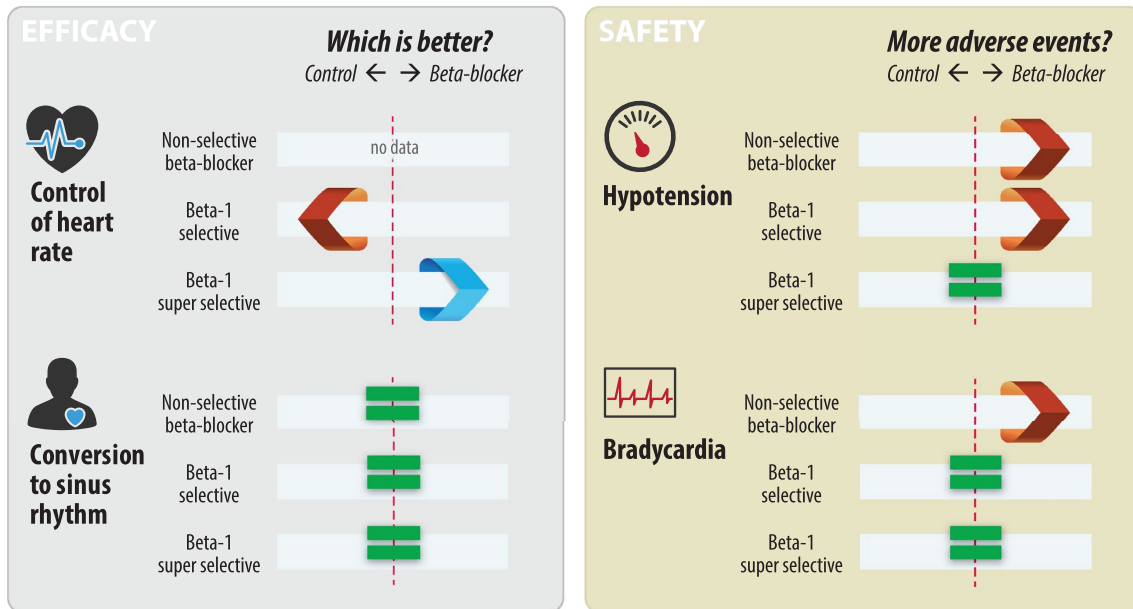 EFFICACY
Which is better?
Control ← → Beta-blocker
Control
of heart
rate
Non-selective
beta-blocker
no data
Beta-1
selective
Beta-1
super selective
Conversion
to sinus
rhythm
Non-selective
beta-blocker
Beta-1
selective
Beta-1
super selective
SAFETY
More adverse events?
Control ← → Beta-blocker
Hypotension
Non-selective
beta-blocker
Beta-1
selective
Beta-1
super selective
Bradycardia
Non-selective
beta-blocker
Beta-1
selective
Beta-1
super selective